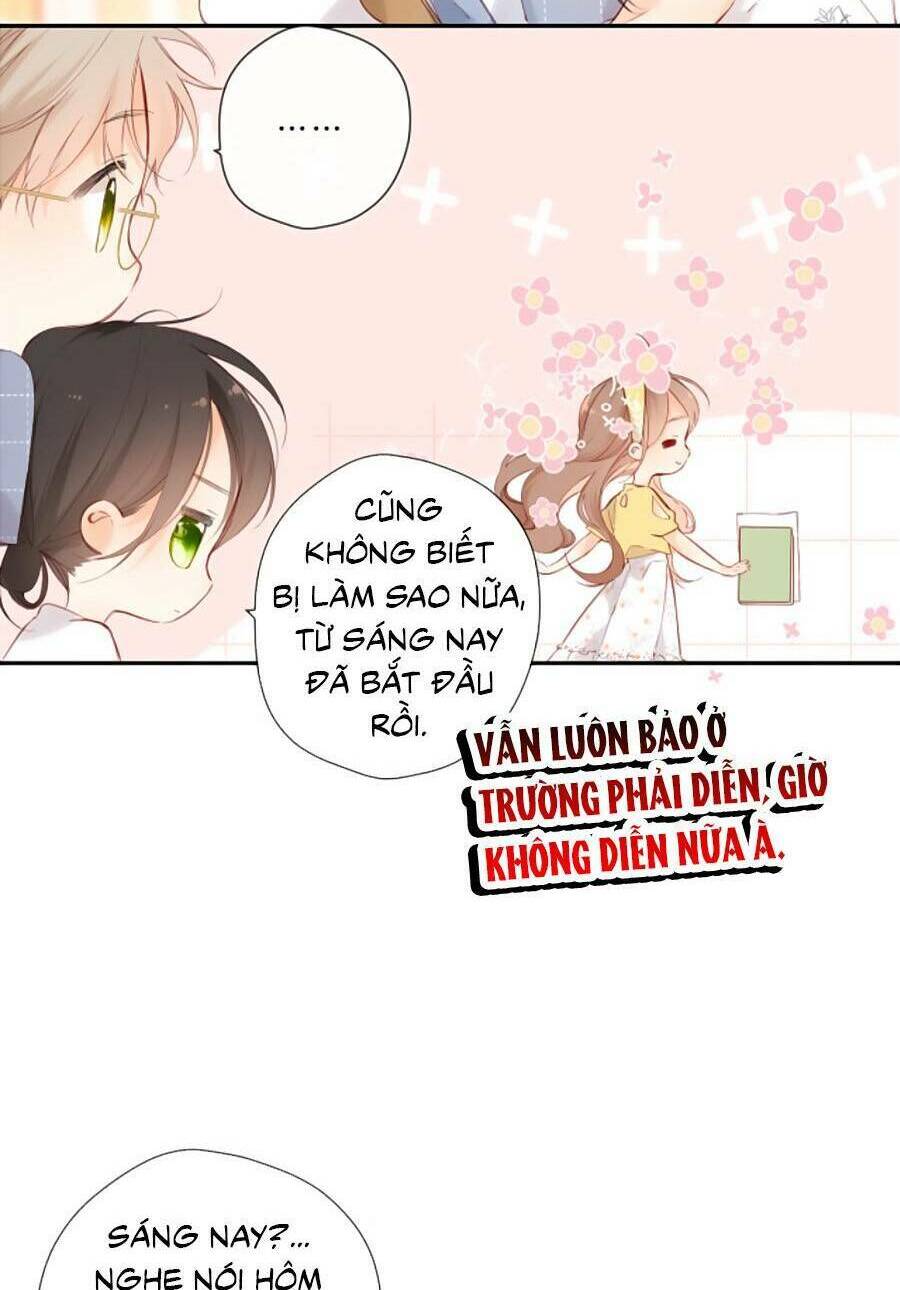 ......
CŨNG
KHÔNG BIẾT
BỊ LÀM SAO NỮA,
TỪ SÁNG NAY
ĐÃ BẮT ĐẦU
RỒI.
VẪN LUÔN BẢO Ở
TRƯỜNG PHẢI DIỄN, GIỜ
KHÔNG DIỄN NỮA À.
SÁNG NAY?...
NGHE NÓI HÔM